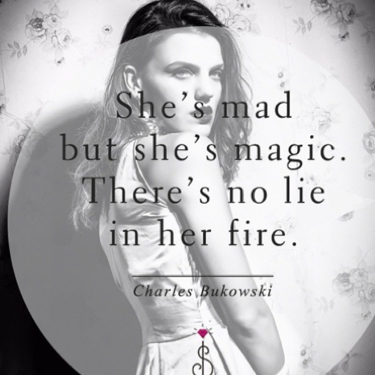 She's mad
but she's magic.
There's no lie
in her fire.
Charles Bukowski